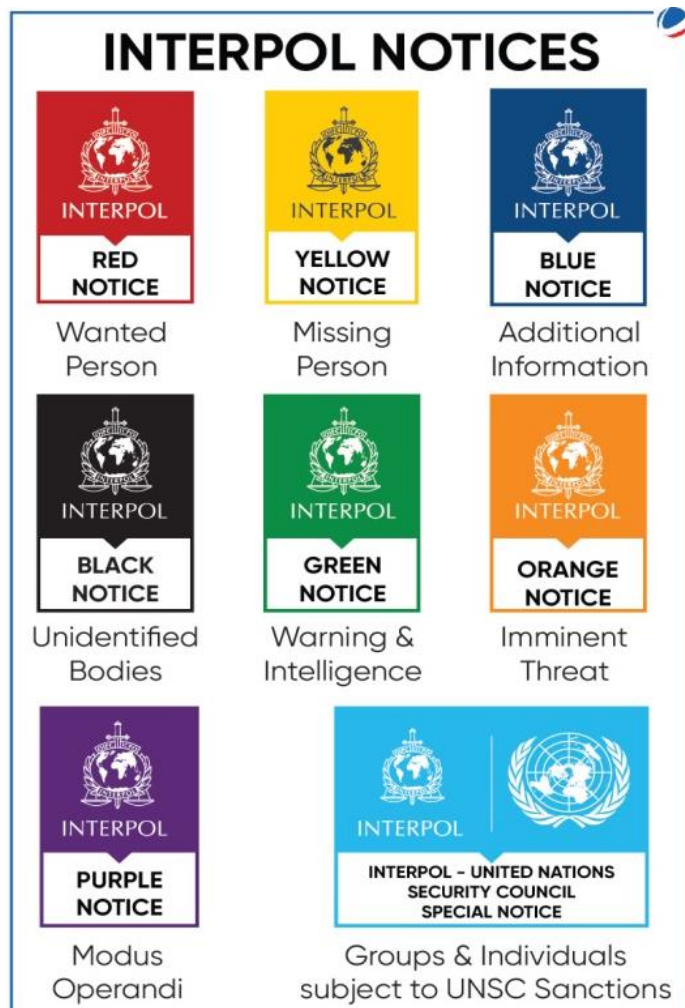 INTERPOL NOTICES
INTERPOL
RED
NOTICE
Wanted
Person
INTERPOL
YELLOW
NOTICE
Missing
Person
INTERPOL
BLUE
NOTICE
Additional
Information
INTERPOL
BLACK
NOTICE
Unidentified
Bodies
INTERPOL
GREEN
NOTICE
Warning &
Intelligence
INTERPOL
ORANGE
NOTICE
Imminent
Threat
INTERPOL
PURPLE
NOTICE
Modus
Operandi
INTERPOL
INTERPOL - UNITED NATIONS
SECURITY COUNCIL
SPECIAL NOTICE
Groups & Individuals
subject to UNSC Sanctions